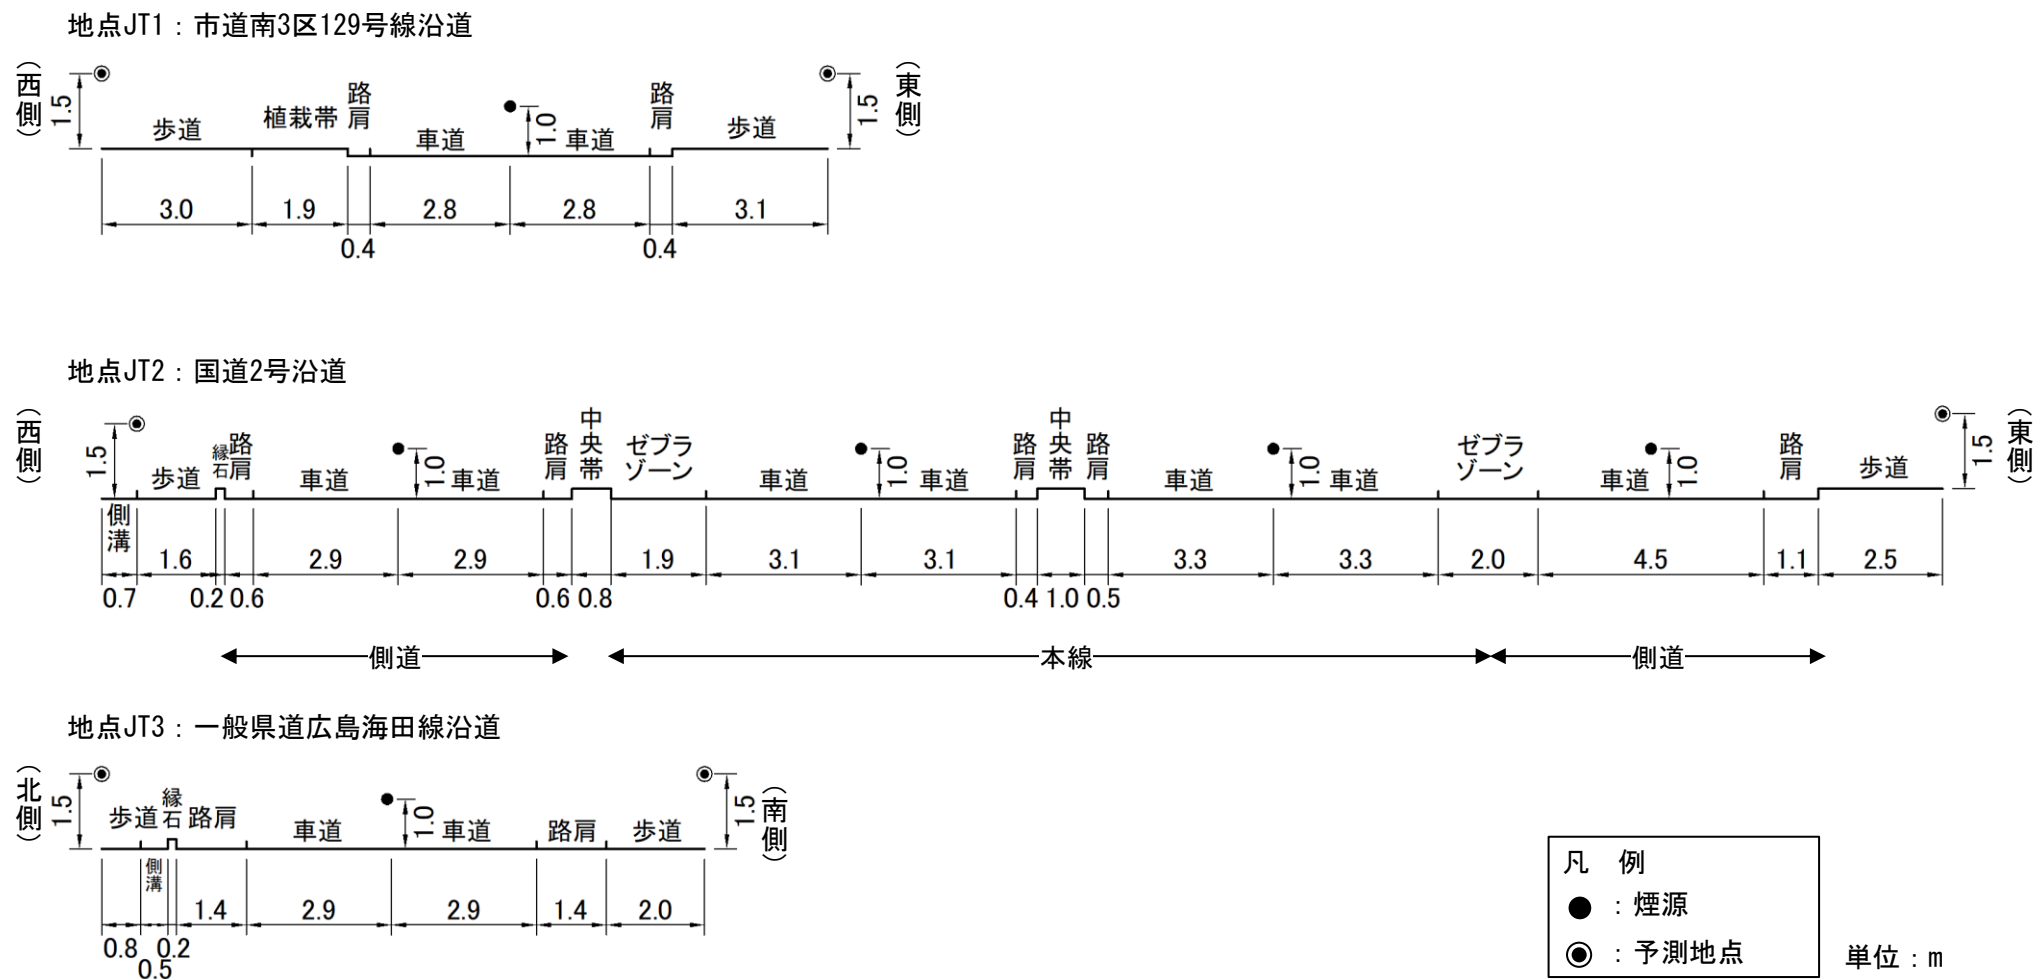 地点JT1：市道南3区129号線沿道
（西側）
1.5
歩道
植栽帯
路肩
車道
1.0
車道
路肩
歩道
1.5
（東側）
3.0
1.9
0.4
2.8
2.8
0.4
3.1
地点JT2：国道2号沿道
（西側）
1.5
側溝
歩道
縁石
路肩
車道
1.0
車道
路肩
中央帯
ゼブラ
ゾーン
車道
1.0
車道
路肩
中央帯
路肩
車道
1.0
車道
ゼブラ
ゾーン
車道
1.0
路肩
歩道
1.5
（東側）
0.7
1.6
0.2
0.6
2.9
2.9
0.6
0.8
1.9
3.1
3.1
0.4
1.0
0.5
3.3
3.3
2.0
4.5
1.1
2.5
側道
本線
側道
地点JT3：一般県道広島海田線沿道
（北側）
1.5
歩道
側溝
縁石
路肩
車道
1.0
車道
路肩
歩道
1.5
（南側）
0.8
0.5
0.2
1.4
2.9
2.9
1.4
2.0
凡　例
●：煙源
◉：予測地点
単位：m